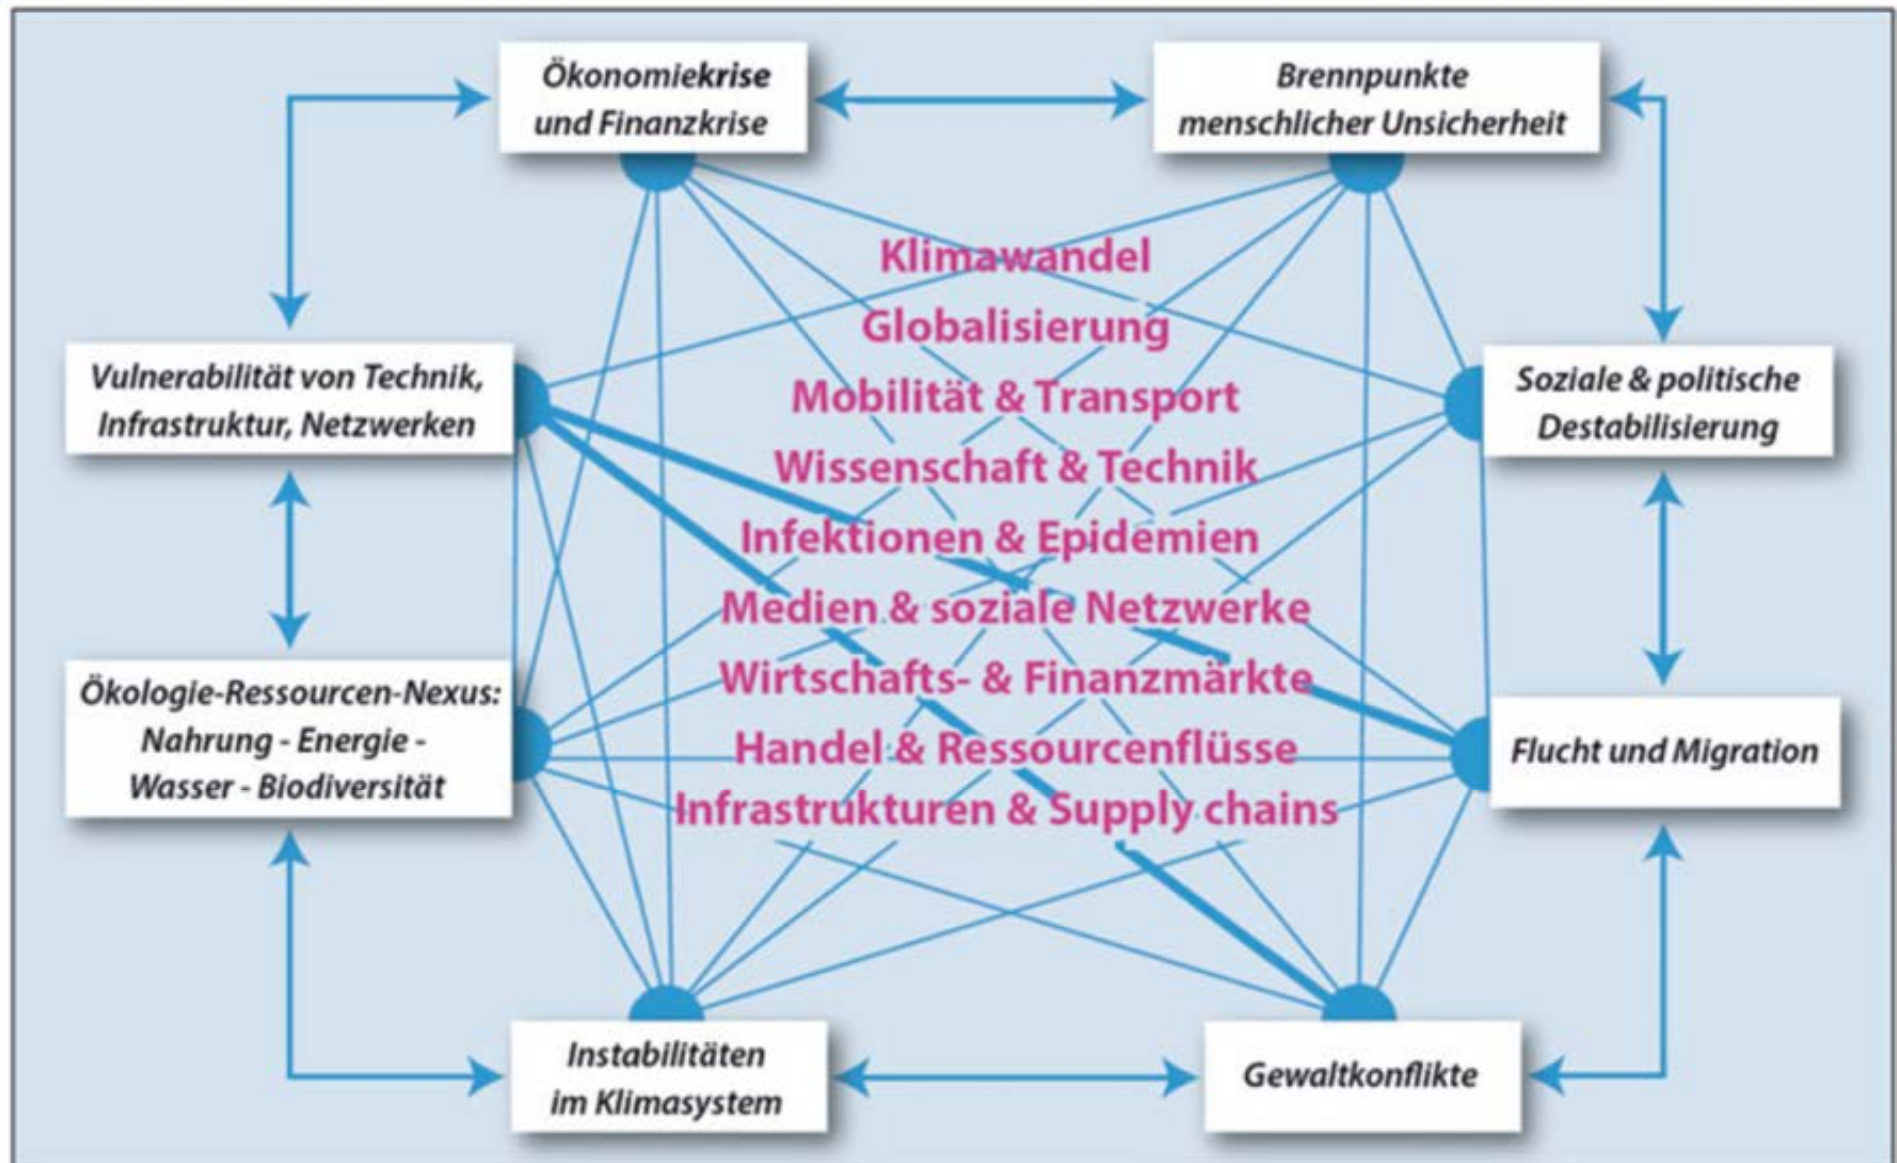 Ökonomiekrise
und Finanzkrise
Brennpunkte
menschlicher Unsicherheit
Klimawandel
Globalisierung
Mobilität & Transport
Wissenschaft & Technik
Infektionen & Epidemien
Medien & soziale Netzwerke
Wirtschafts- & Finanzmärkte
Handel & Ressourcenflüsse
Infrastrukturen & Supply chains
Vulnerabilität von Technik,
Infrastruktur, Netzwerken
Soziale & politische
Destabilisierung
Ökologie-Ressourcen-Nexus:
Nahrung - Energie -
Wasser - Biodiversität
Flucht und Migration
Instabilitäten
im Klimasystem
Gewaltkonflikte